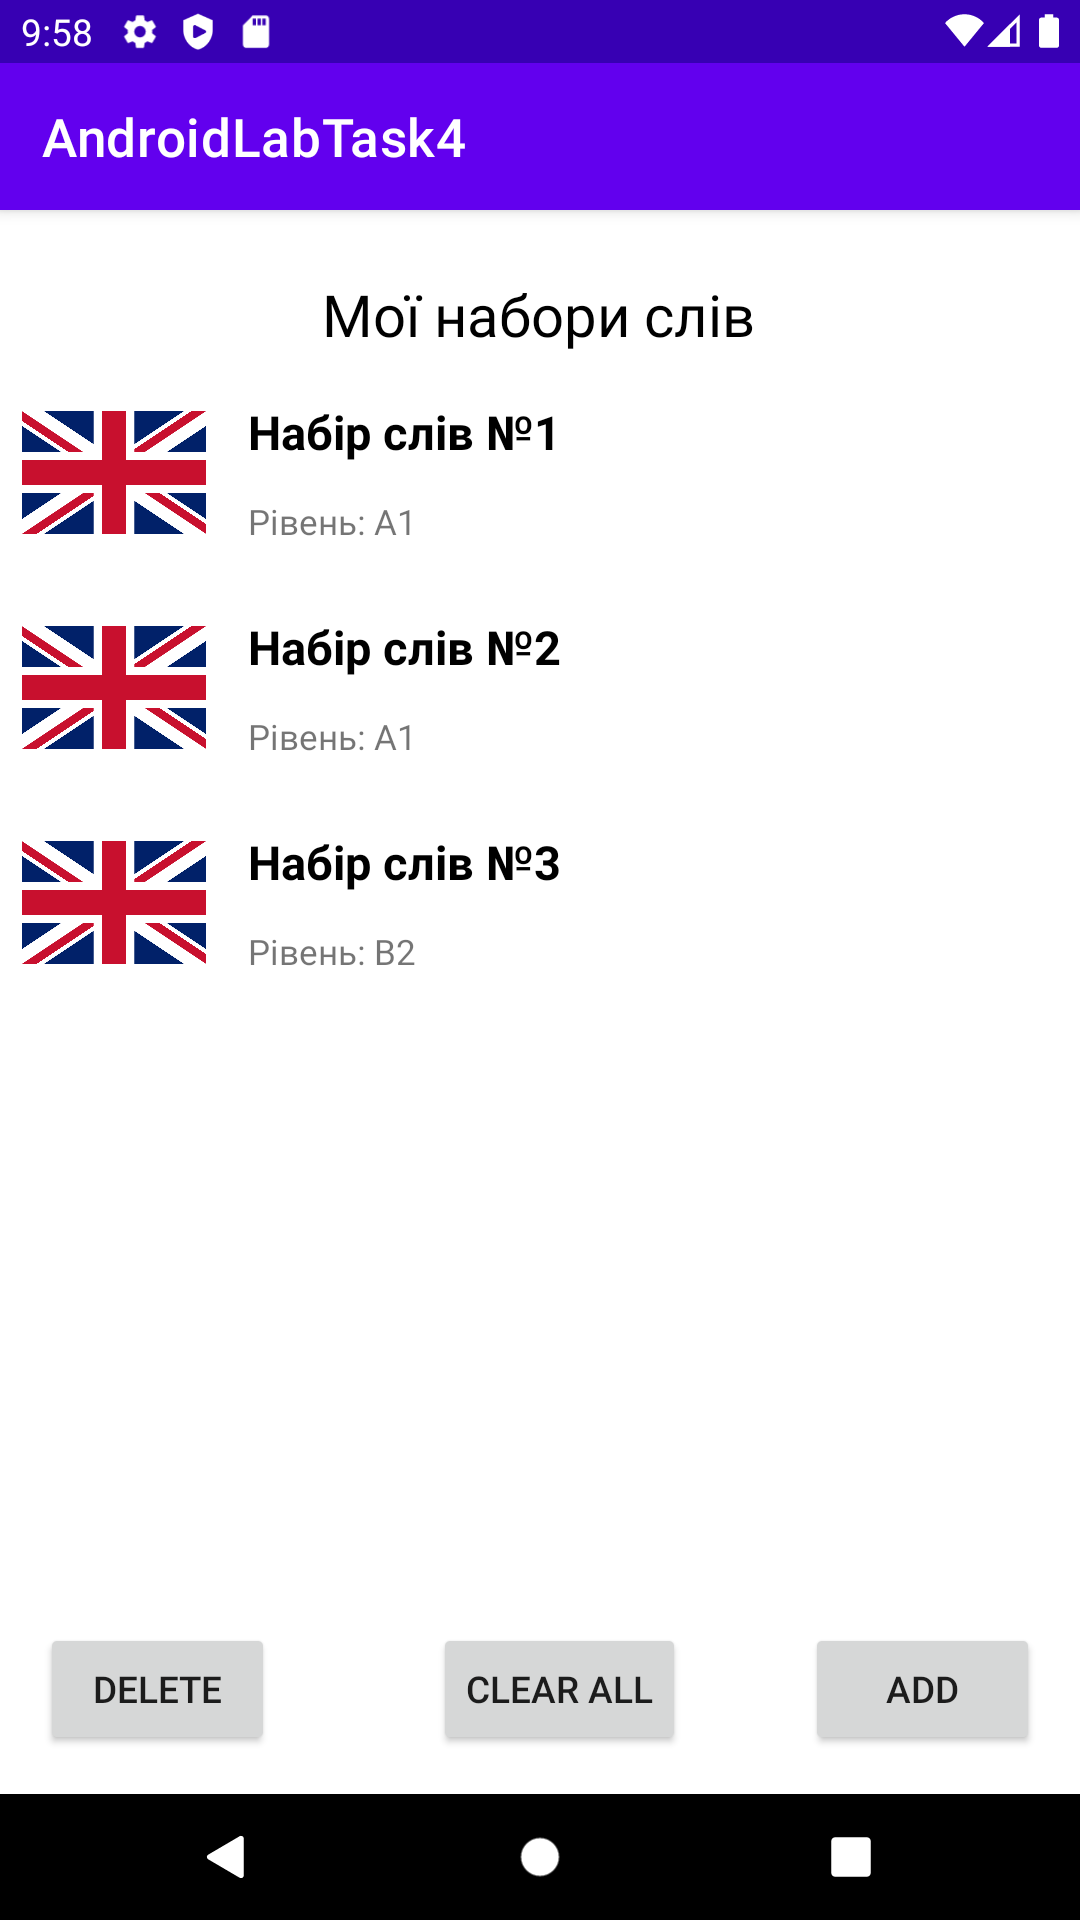 9:58
AndroidLabTask4
Мої набори слів
Набір слів №1
Рівень: A1
Набір слів №2
Рівень: A1
Набір слів №3
Рівень: B2
DELETE
CLEAR ALL
ADD